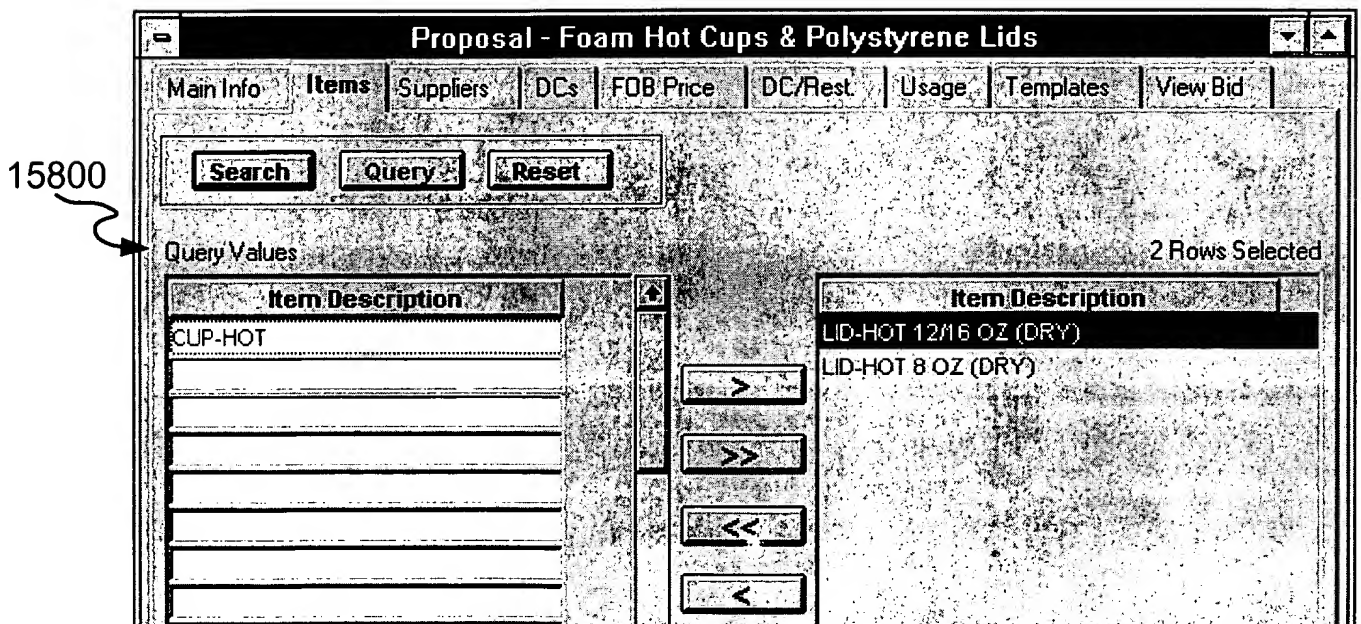 Proposal - Foam Hot Cups & Polystyrene Lids
Main Info Items Suppliers DCs FOB Price DC/Rest. Usage Templates View Bid
Search Query Reset
15800
Query Values 2 Rows Selected
Item Description Item Description
CUP-HOT LID-HOT 12/16 OZ (DRY)
LID-HOT 8 OZ (DRY)
>
>>
<<
<